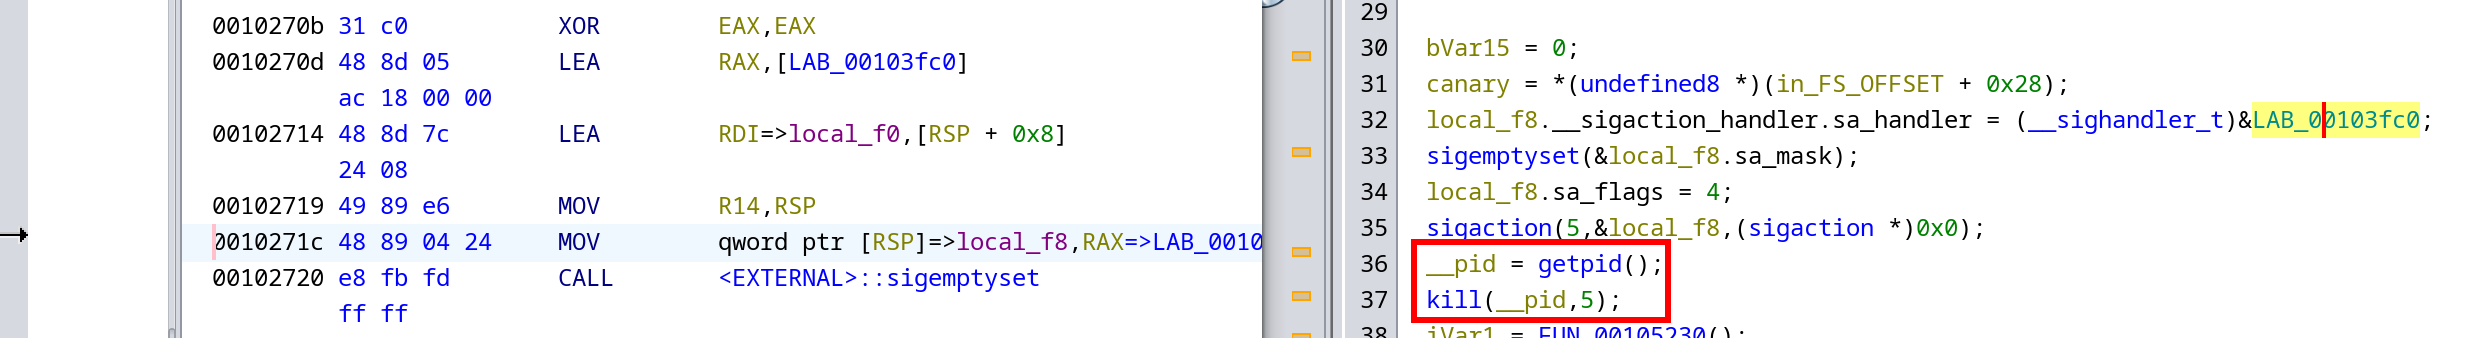 0010270b 31 c0 XOR EAX,EAX
0010270d 48 8d 05 LEA RAX,[LAB_00103fc0]
ac 18 00 00
00102714 48 8d 7c LEA RDI=>local_f0,[RSP + 0x8]
24 08
00102719 49 89 e6 MOV R14,RSP
0010271c 48 89 04 24 MOV qword ptr [RSP]=>local_f8,RAX=>LAB_0010
00102720 e8 fb fd CALL <EXTERNAL>::sigemptyset
ff ff
29
30 bVar15 = 0;
31 canary = *(undefined8 *)(in_FS_OFFSET + 0x28);
32 local_f8.__sigaction_handler.sa_handler = (__sighandler_t)&LAB_00103fc0;
33 sigemptyset(&local_f8.sa_mask);
34 local_f8.sa_flags = 4;
35 sigaction(5,&local_f8,(sigaction *)0x0);
36 __pid = getpid();
37 kill(__pid,5);
38 iVar1 = FUN_00105230();